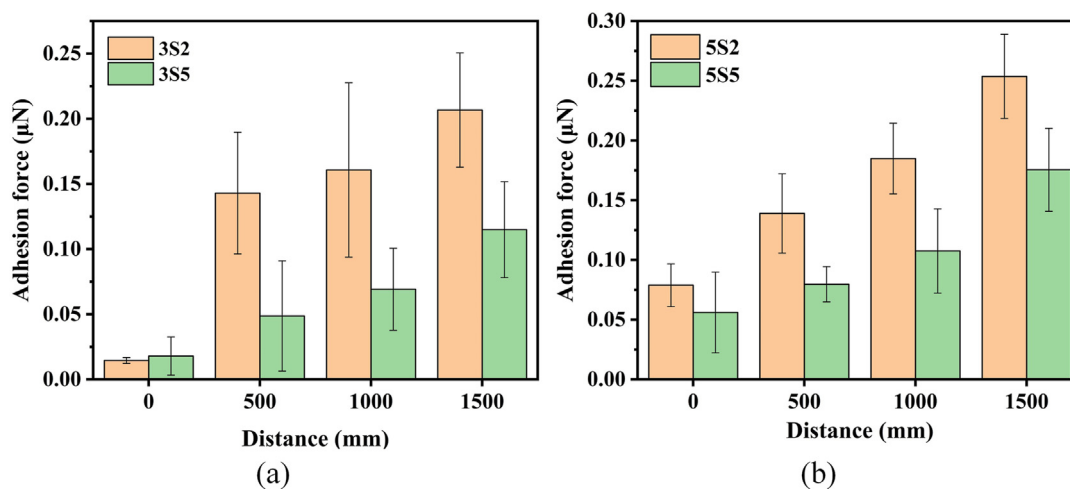 3S2
3S5
0.25
0.20
0.15
0.10
0.05
0.00
Adhesion force (μN)
0 500 1000 1500
Distance (mm)
(a)
5S2
5S5
0.30
0.25
0.20
0.15
0.10
0.05
0.00
Adhesion force (μN)
0 500 1000 1500
Distance (mm)
(b)